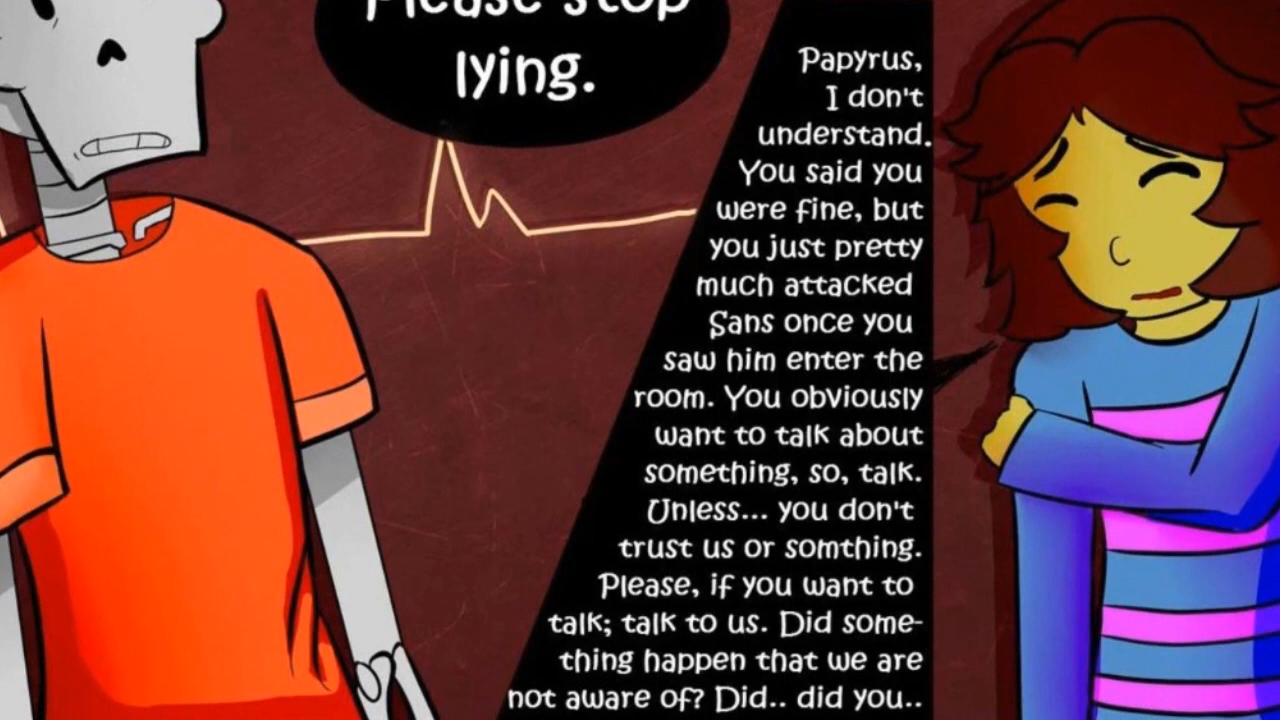 Please stop
lying.
Papyrus,
I don't
understand.
You said you
were fine, but
you just pretty
much attacked
Sans once you
saw him enter the
room. You obviously
want to talk about
something, so, talk.
Unless... you don't
trust us or somthing.
Please, if you want to
talk; talk to us. Did some-
thing happen that we are
not aware of? Did.. did you..